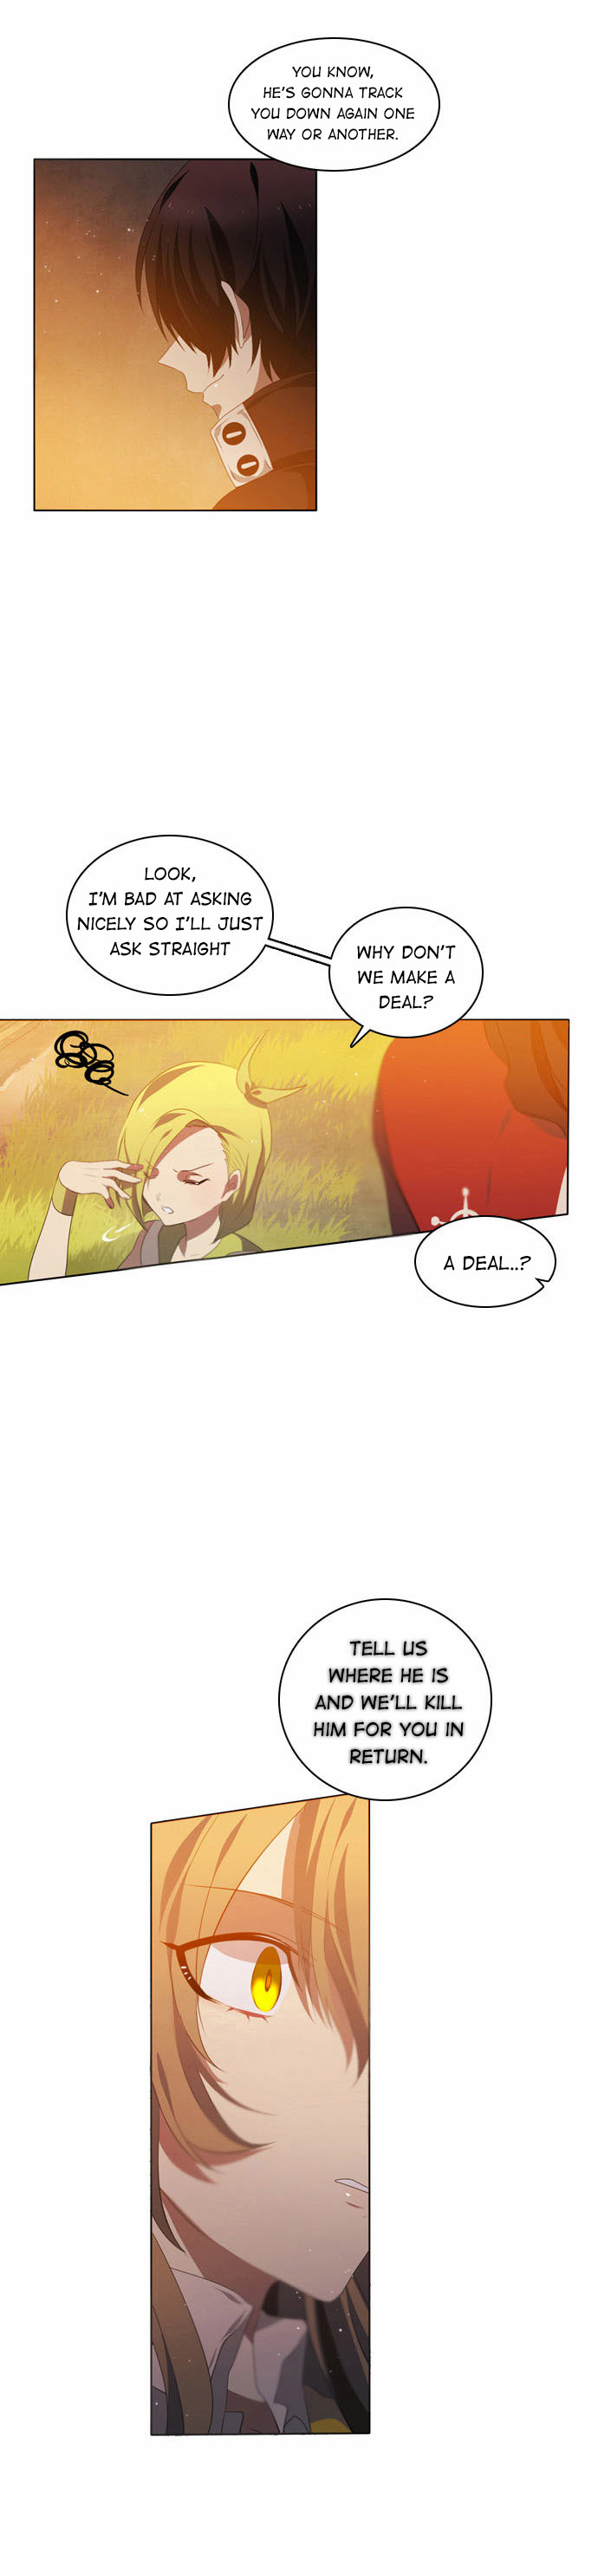 YOU KNOW,
HE'S GONNA TRACK
YOU DOWN AGAIN ONE
WAY OR ANOTHER.
LOOK,
I'M BAD AT ASKING
NICELY SO I'LL JUST
ASK STRAIGHT
WHY DON'T
WE MAKE A
DEAL?
A DEAL..?
TELL US
WHERE HE IS
AND WE'LL KILL
HIM FOR YOU IN
RETURN.